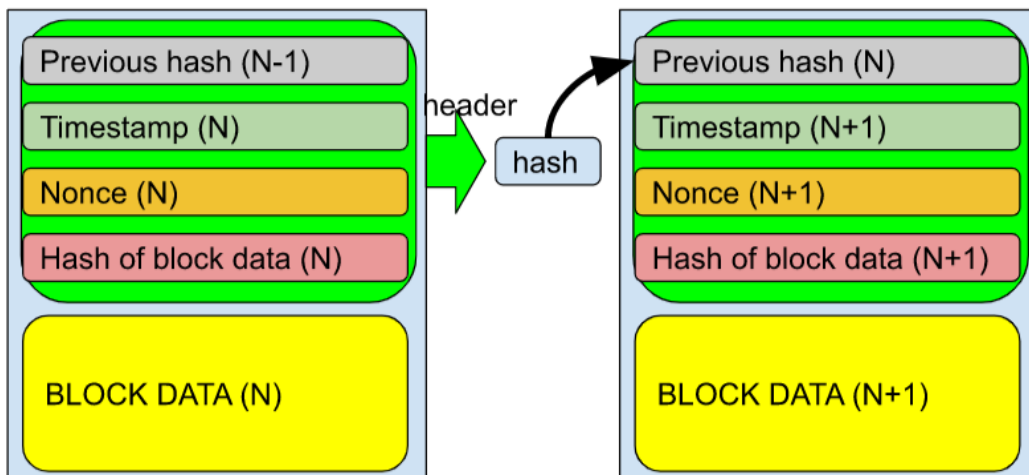 Previous hash (N-1)
Timestamp (N)
Nonce (N)
Hash of block data (N)
BLOCK DATA (N)
header
hash
Previous hash (N)
Timestamp (N+1)
Nonce (N+1)
Hash of block data (N+1)
BLOCK DATA (N+1)